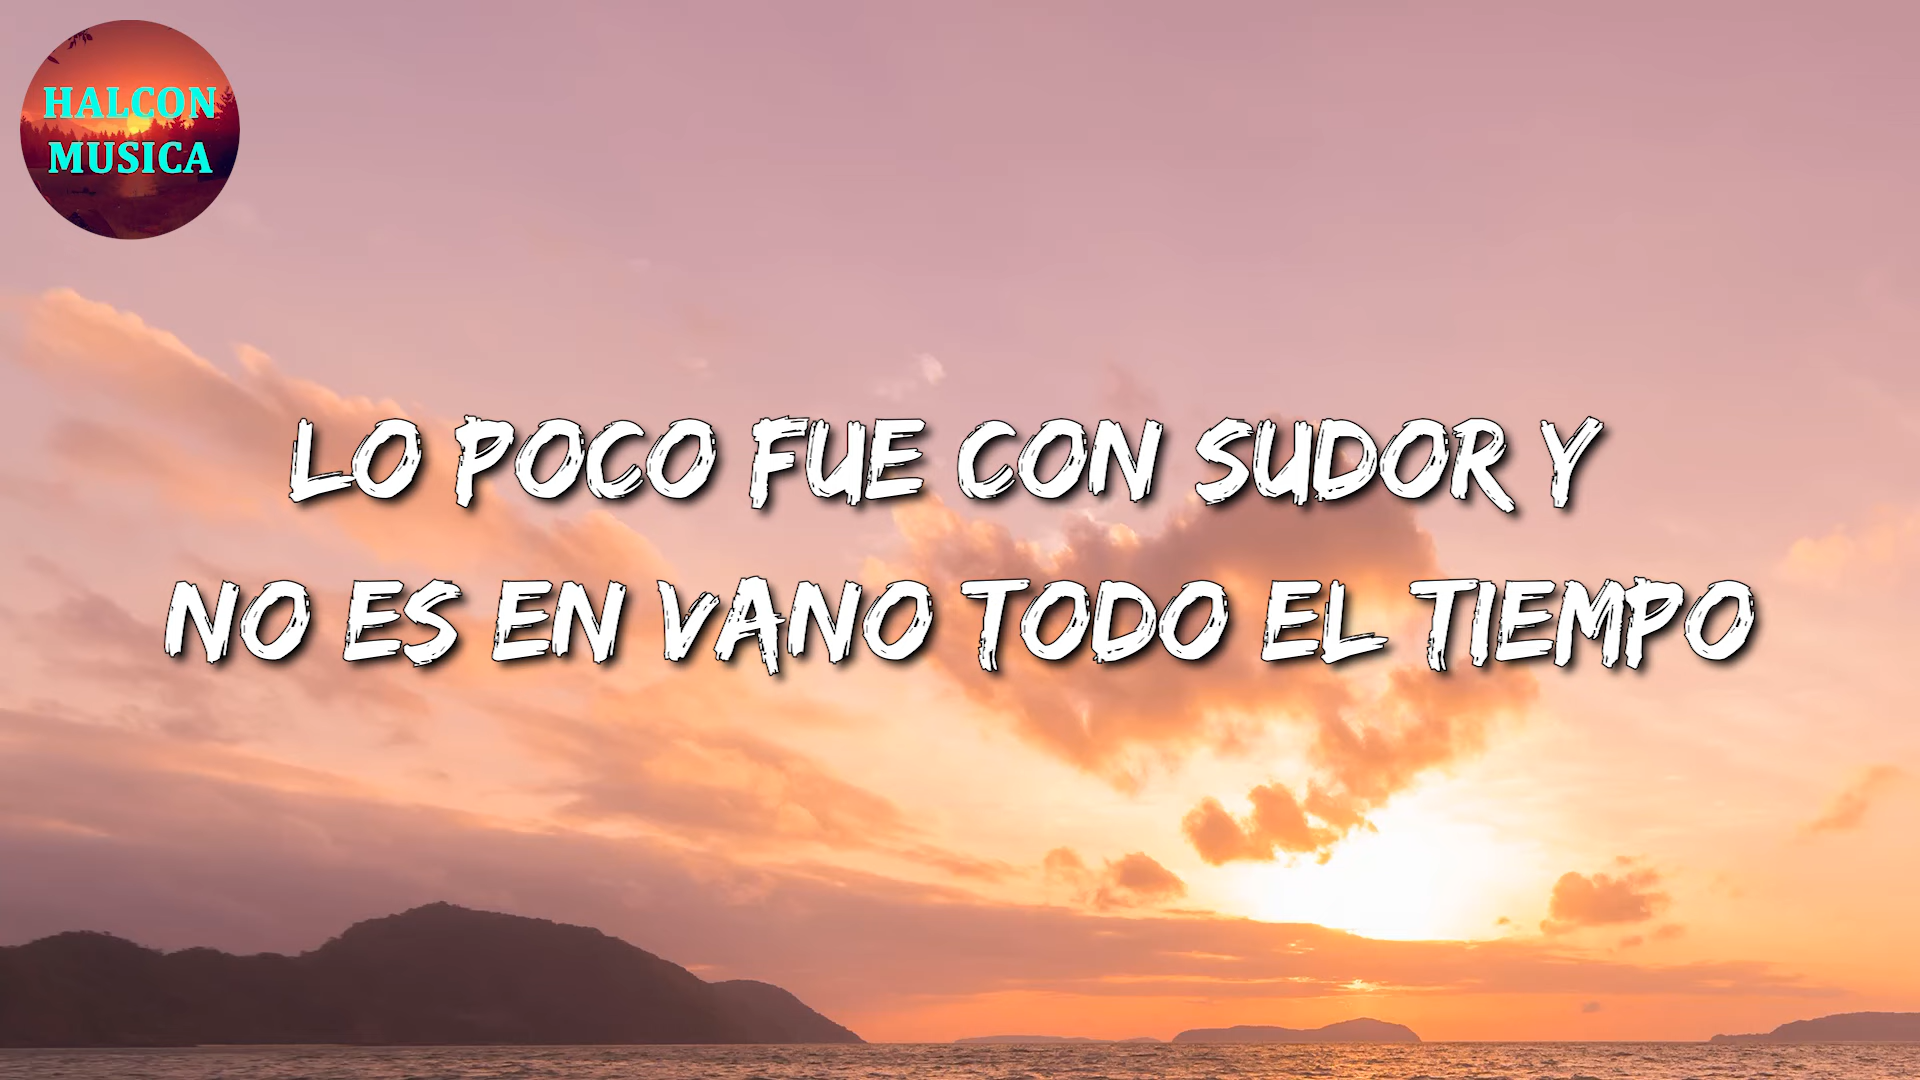 HALCON
MUSICA
LO POCO FUE CON SUDOR Y
NO ES EN VANO TODO EL TIEMPO